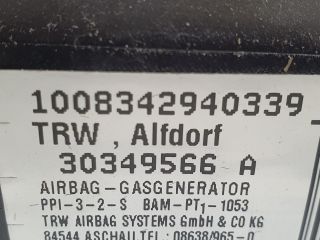 1008342940339
TRW , Alfdorf
30349566 A
AIRBAG-GASGENERATOR
PPI-3-2-S BAM-PT1-1053
TRW AIRBAG SYSTEMS GmbH & CO KG
84544 ASCHAU,TEL: 08638/965-0